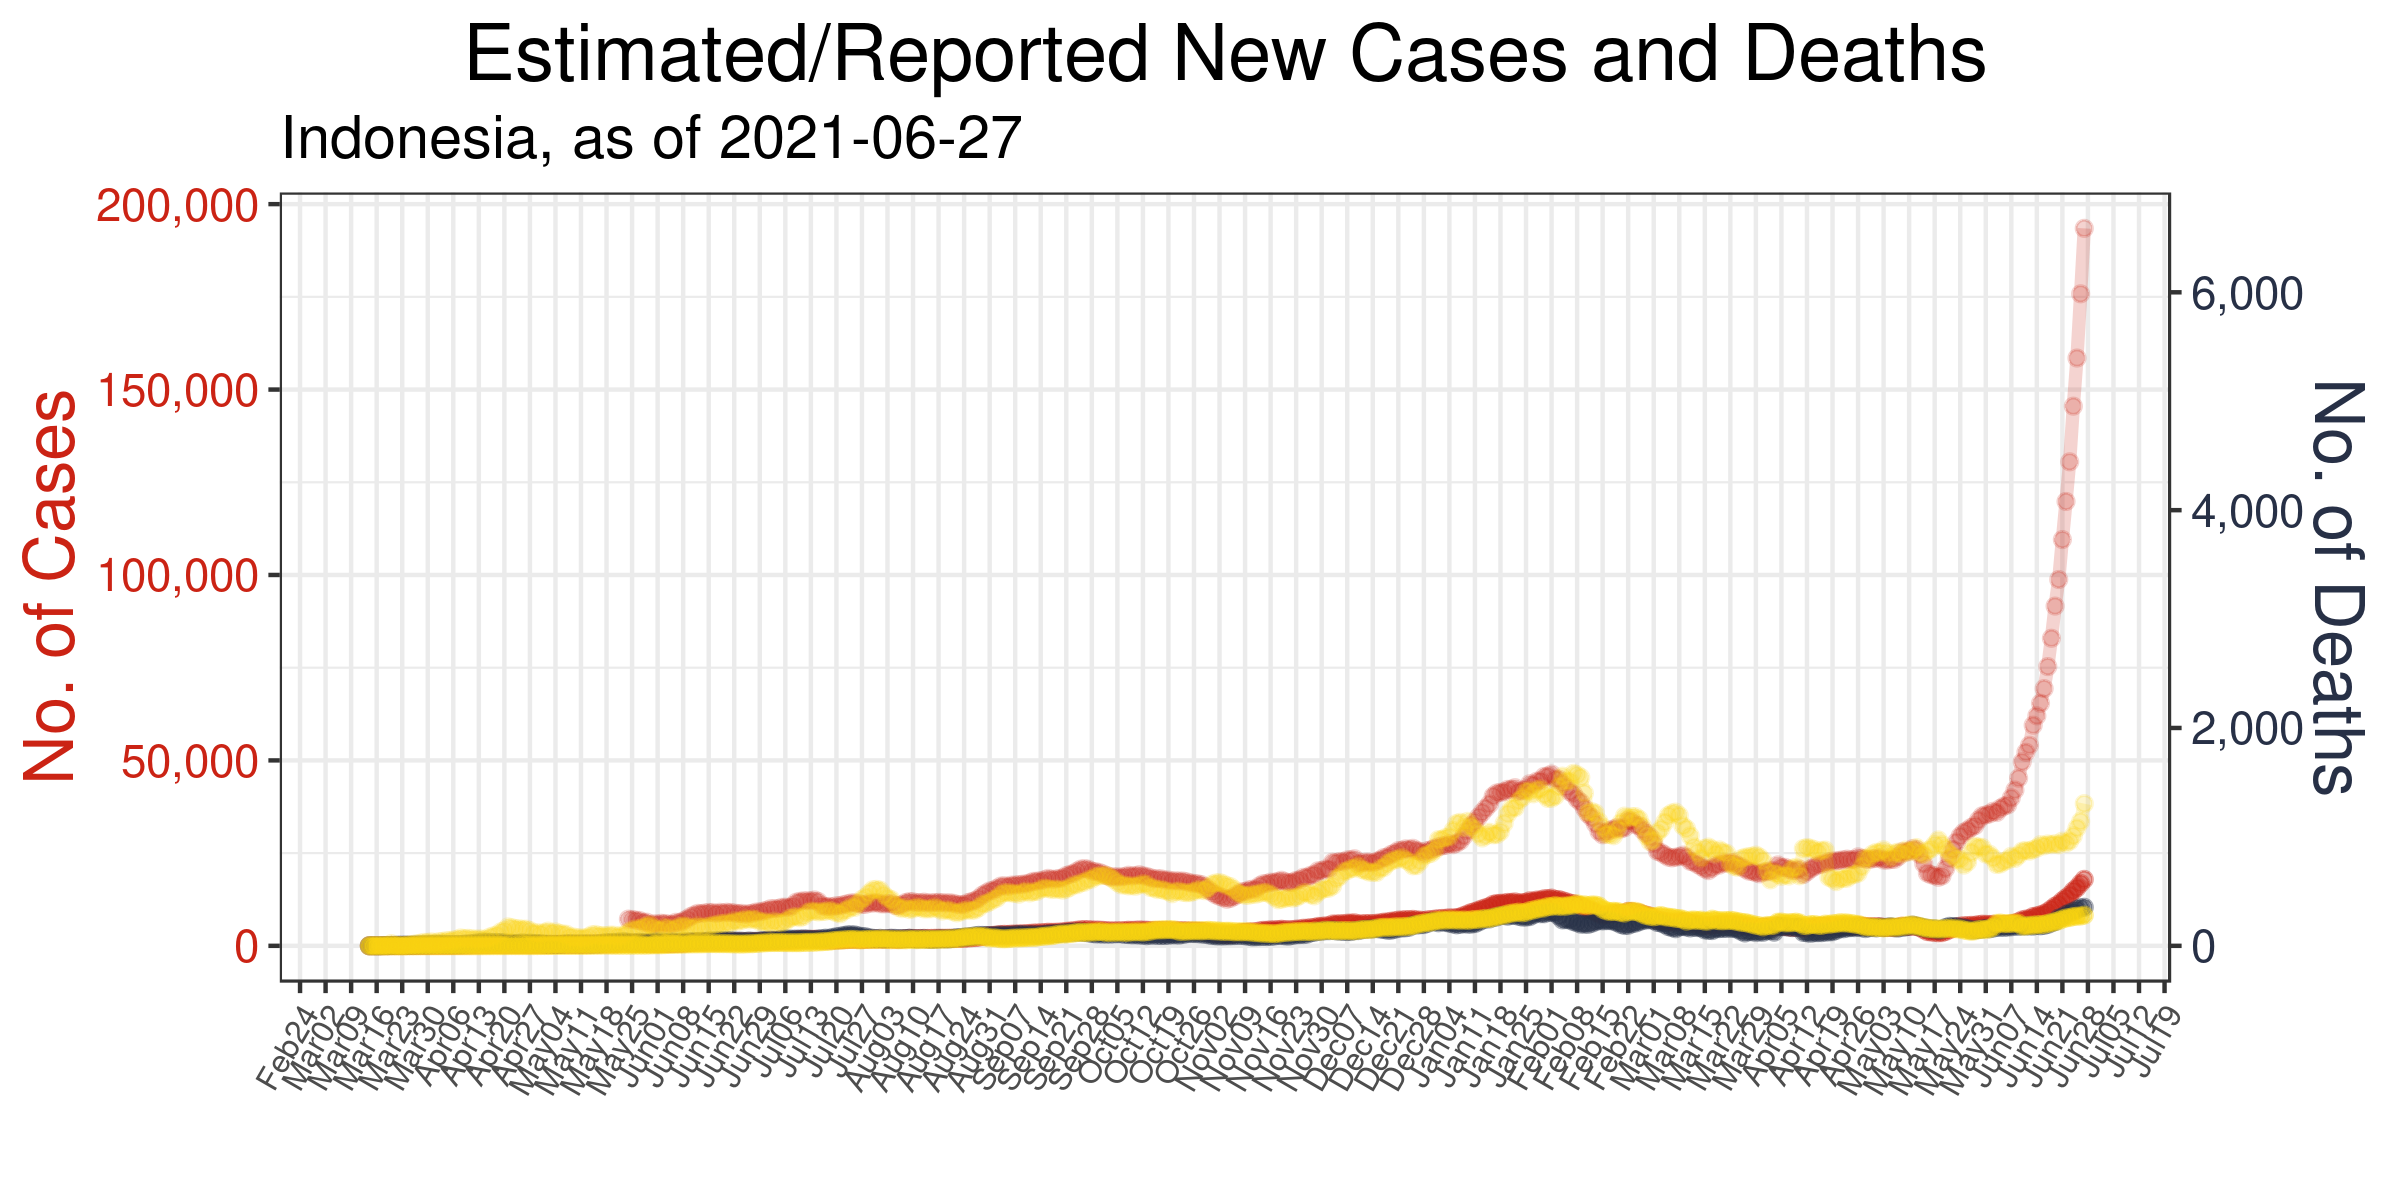 Estimated/Reported New Cases and Deaths
Indonesia, as of 2021-06-27
No. of Cases
200,000
150,000
100,000
50,000
0
No. of Deaths
6,000
4,000
2,000
0
Feb24
Mar02
Mar09
Mar16
Mar23
Mar30
Apr06
Apr13
Apr20
Apr27
May04
May11
May18
May25
Jun01
Jun08
Jun15
Jun22
Jun29
Jul06
Jul13
Jul20
Jul27
Aug03
Aug10
Aug17
Aug24
Aug31
Sep07
Sep14
Sep21
Sep28
Oct05
Oct12
Oct19
Oct26
Nov02
Nov09
Nov16
Nov23
Nov30
Dec07
Dec14
Dec21
Dec28
Jan04
Jan11
Jan18
Jan25
Feb01
Feb08
Feb15
Feb22
Mar01
Mar08
Mar15
Mar22
Mar29
Apr05
Apr12
Apr19
Apr26
May03
May10
May17
May24
May31
Jun07
Jun14
Jun21
Jun28
Jul05
Jul12
Jul19